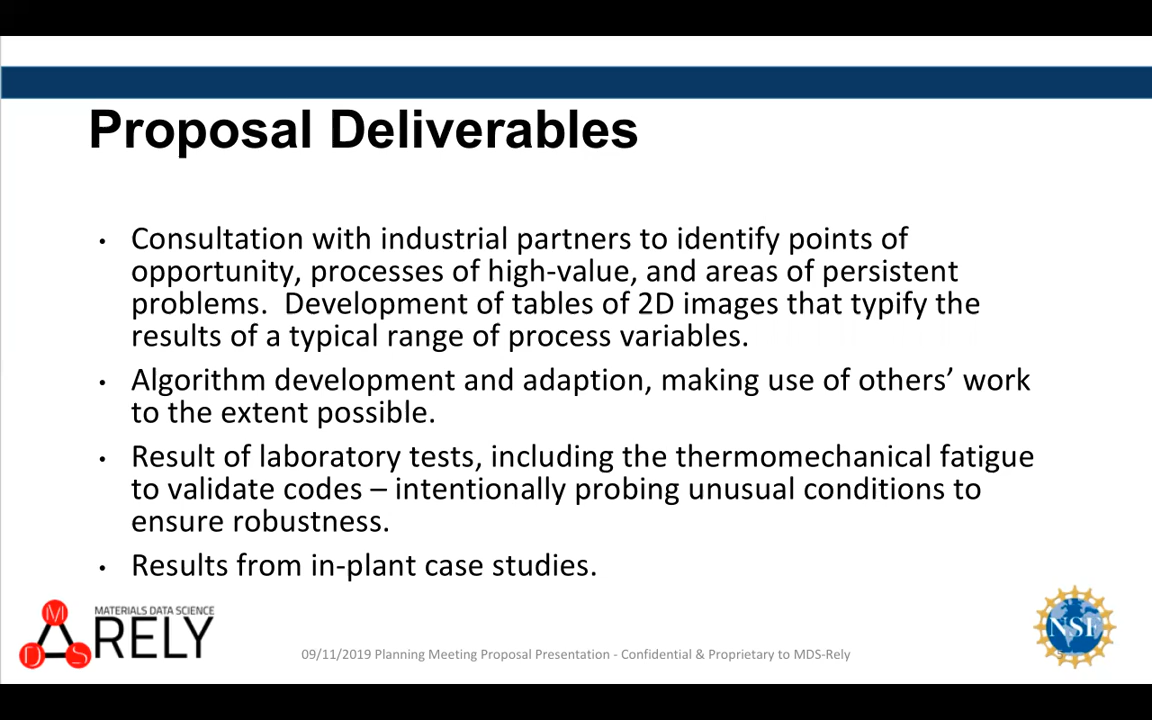 Proposal Deliverables
• Consultation with industrial partners to identify points of
opportunity, processes of high-value, and areas of persistent
problems.  Development of tables of 2D images that typify the
results of a typical range of process variables.
• Algorithm development and adaption, making use of others’ work
to the extent possible.
• Result of laboratory tests, including the thermomechanical fatigue
to validate codes – intentionally probing unusual conditions to
ensure robustness.
• Results from in-plant case studies.
M
D S
MATERIALS DATA SCIENCE
RELY
09/11/2019 Planning Meeting Proposal Presentation - Confidential & Proprietary to MDS-Rely
NSF